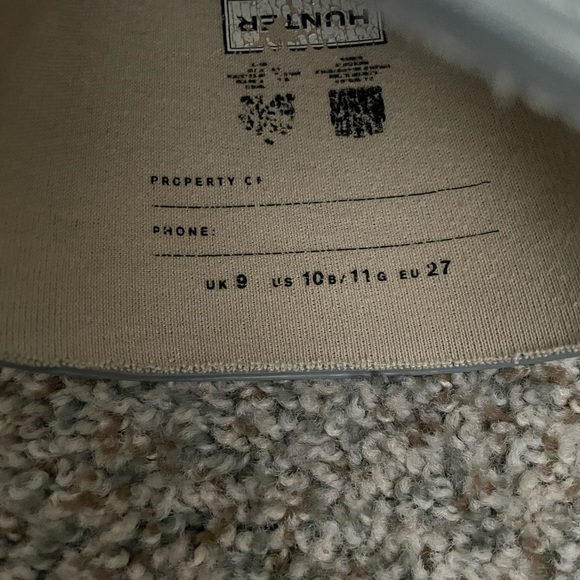 HUNTER
PROPERTY OF
PHONE:
UK 9 US 10B/11G EU 27